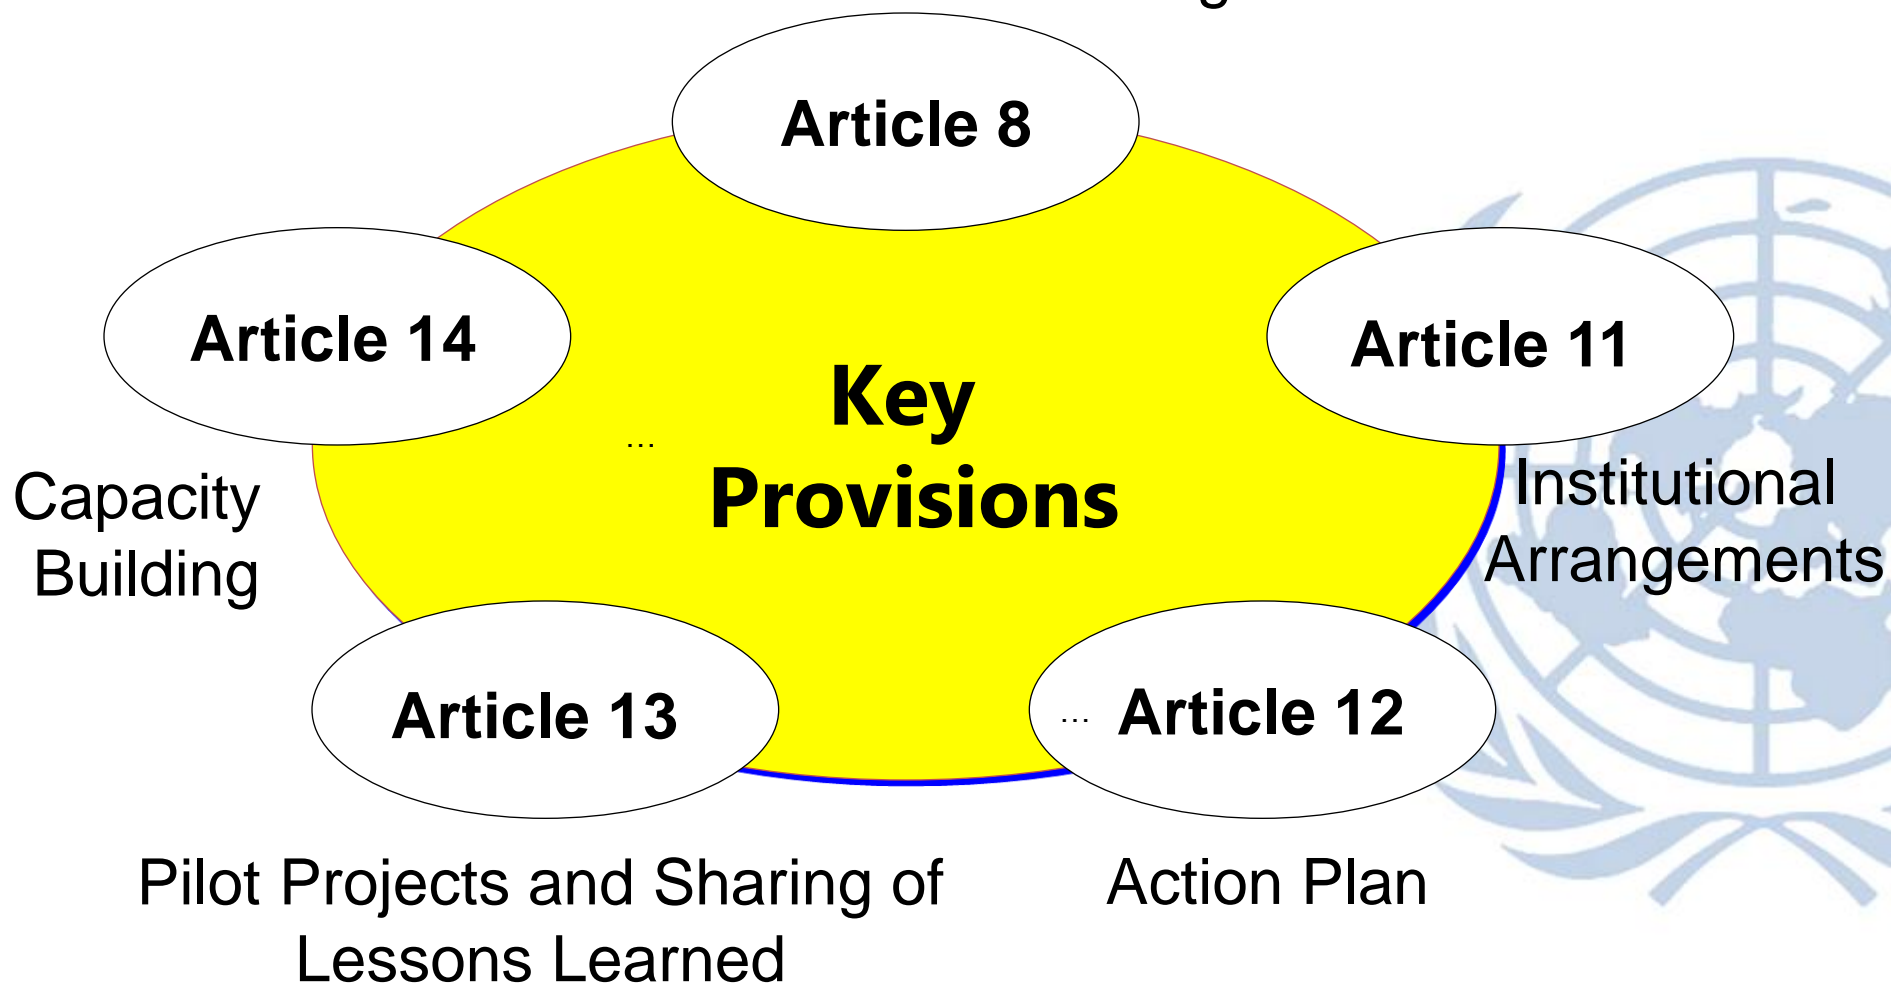 Article 8
Article 14
Article 11
Key
Provisions
...
Capacity
Building
Institutional
Arrangements
Article 13
... Article 12
Pilot Projects and Sharing of
Lessons Learned
Action Plan